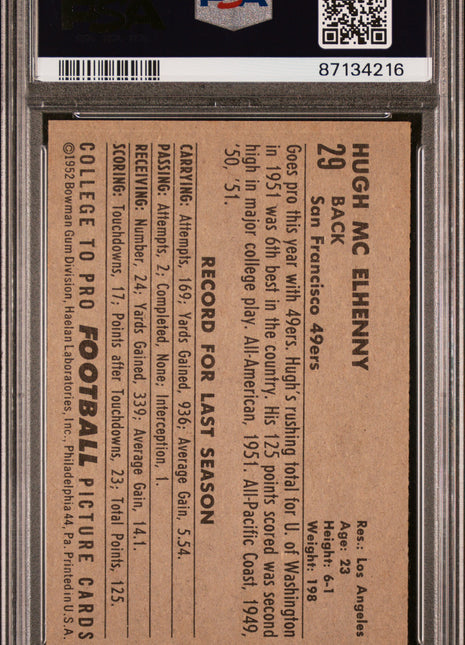 PSA
PSA
87134216
HUGH MC ELHENNY
29 BACK
San Francisco 49ers
Res.: Los Angeles
Age: 23
Height: 6-1
Weight: 198
Goes pro this year with 49ers. Hugh's rushing total for U. of Washington
in 1951 was 6th best in the country. His 125 points scored was second
high in major college play. All-American, 1951. All-Pacific Coast, 1949,
'50, '51.
RECORD FOR LAST SEASON
CARRYING: Attempts, 169; Yards Gained, 936; Average Gain, 5.54.
PASSING: Attempts, 2; Completed, None; Interception, 1.
RECEIVING: Number, 24; Yards Gained, 339; Average Gain, 14.1.
SCORING: Touchdowns, 17; Points after Touchdowns, 23; Total Points, 125.
COLLEGE TO PRO FOOTBALL PICTURE CARDS
©1952 Bowman Gum Division, Haelan Laboratories, Inc., Philadelphia 44, Pa. Printed in U.S.A.